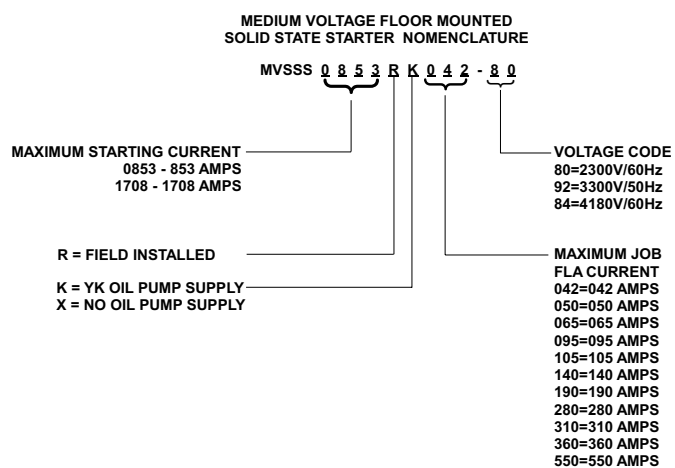 MEDIUM VOLTAGE FLOOR MOUNTED
SOLID STATE STARTER NOMENCLATURE
MVSSS 0 8 5 3 R K 0 4 2 - 8 0
MAXIMUM STARTING CURRENT
0853 - 853 AMPS
1708 - 1708 AMPS
VOLTAGE CODE
80=2300V/60Hz
92=3300V/50Hz
84=4180V/60Hz
R = FIELD INSTALLED
K = YK OIL PUMP SUPPLY
X = NO OIL PUMP SUPPLY
MAXIMUM JOB
FLA CURRENT
042=042 AMPS
050=050 AMPS
065=065 AMPS
095=095 AMPS
105=105 AMPS
140=140 AMPS
190=190 AMPS
280=280 AMPS
310=310 AMPS
360=360 AMPS
550=550 AMPS